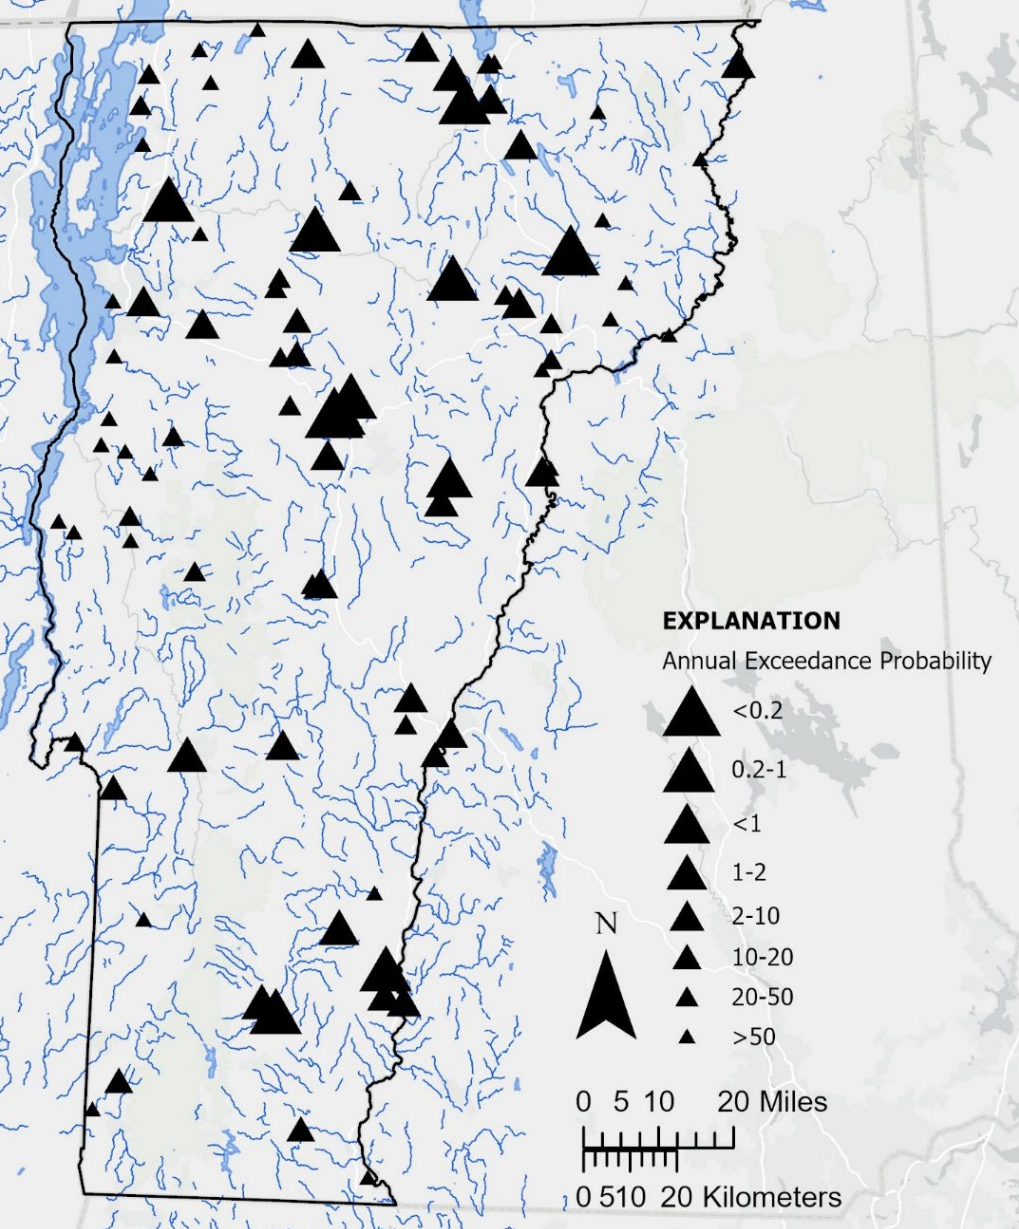 EXPLANATION
Annual Exceedance Probability
<0.2
0.2-1
<1
1-2
2-10
10-20
20-50
>50
N
0 5 10 20 Miles
0 510 20 Kilometers